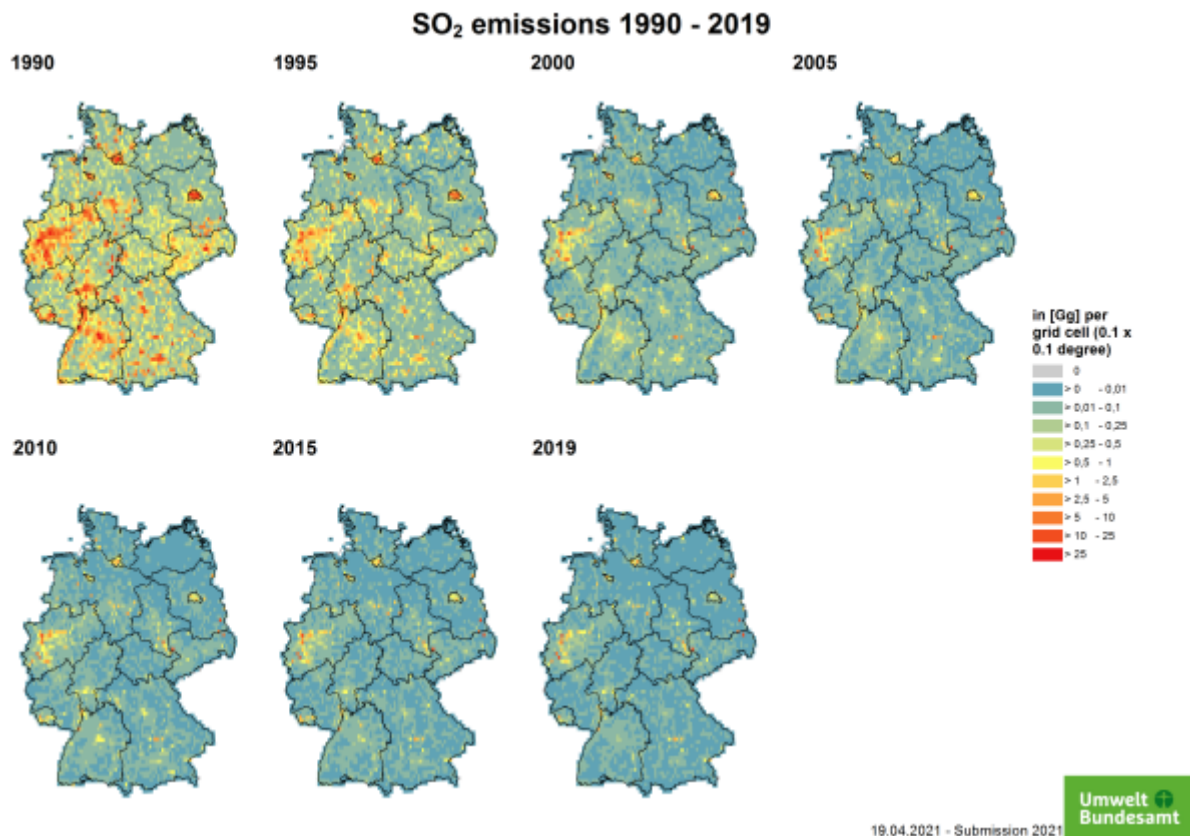 SO₂ emissions 1990 - 2019
1990
1995
2000
2005
in [Gg] per
grid cell (0.1 x
0.1 degree)
0
> 0 - 0,01
> 0,01 - 0,1
> 0,1 - 0,25
> 0,25 - 0,5
> 0,5 - 1
> 1 - 2,5
> 2,5 - 5
> 5 - 10
> 10 - 25
> 25
2010
2015
2019
19.04.2021 - Submission 2021
Umwelt
Bundesamt